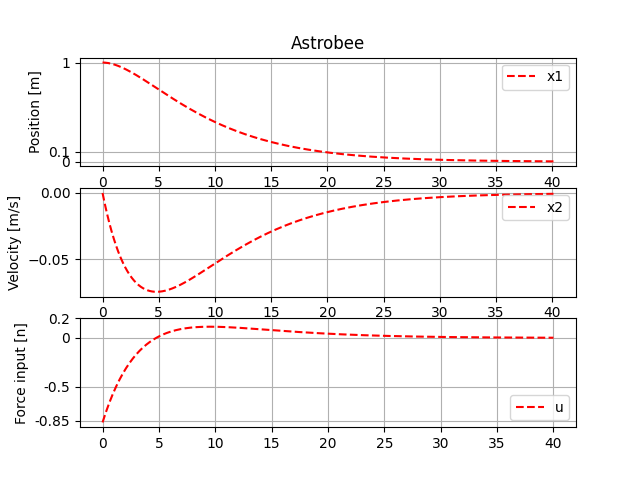 Astrobee
Position [m]
1
0.1
0
x1
0 5 10 15 20 25 30 35 40
Velocity [m/s]
0.00
−0.05
x2
0 5 10 15 20 25 30 35 40
Force input [n]
0.2
0
-0.5
-0.85
u
0 5 10 15 20 25 30 35 40